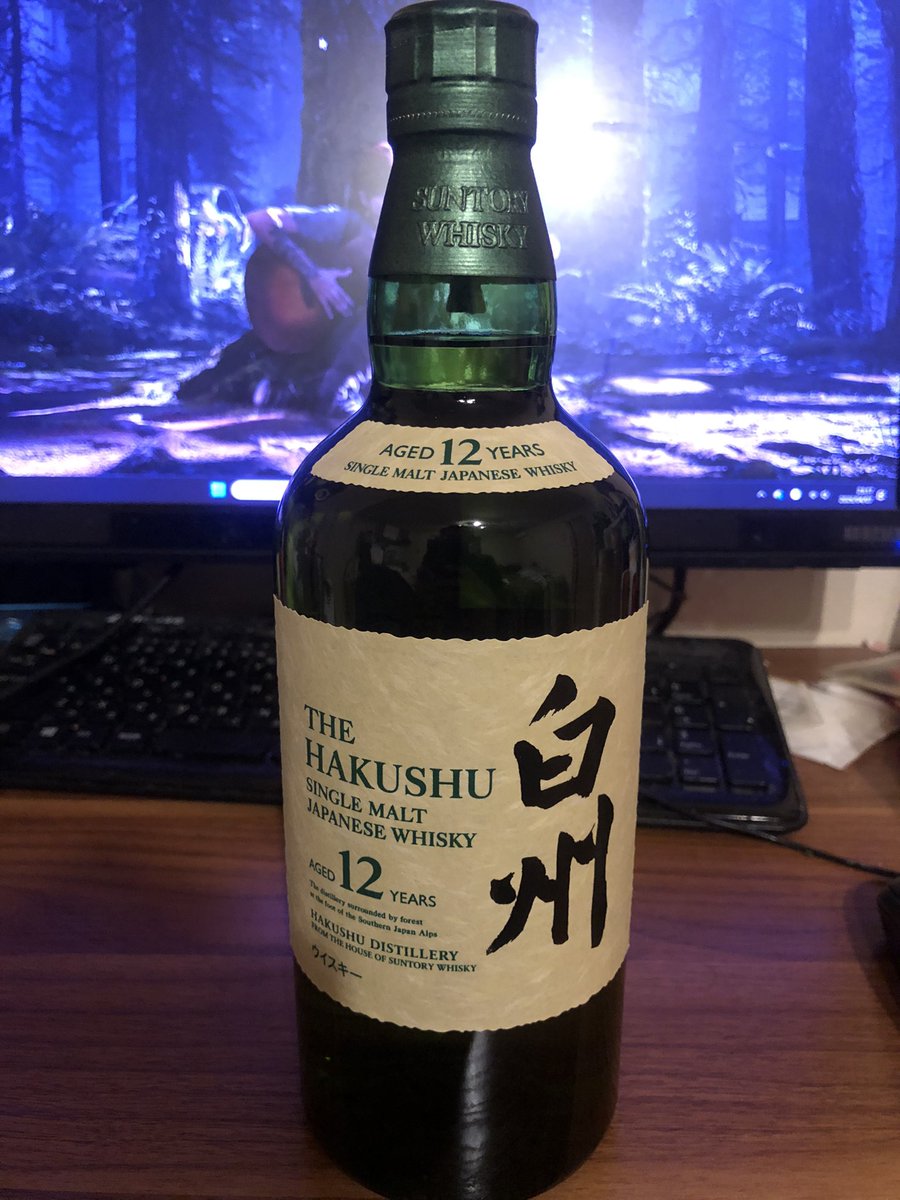 SUNTORY
WHISKY
AGED 12 YEARS
SINGLE MALT JAPANESE WHISKY
THE
HAKUSHU
SINGLE MALT
JAPANESE WHISKY
AGED 12 YEARS
The distillery surrounded by forest
at the foot of the Southern Japan Alps
HAKUSHU DISTILLERY
FROM THE HOUSE OF SUNTORY WHISKY
ウイスキー
白州